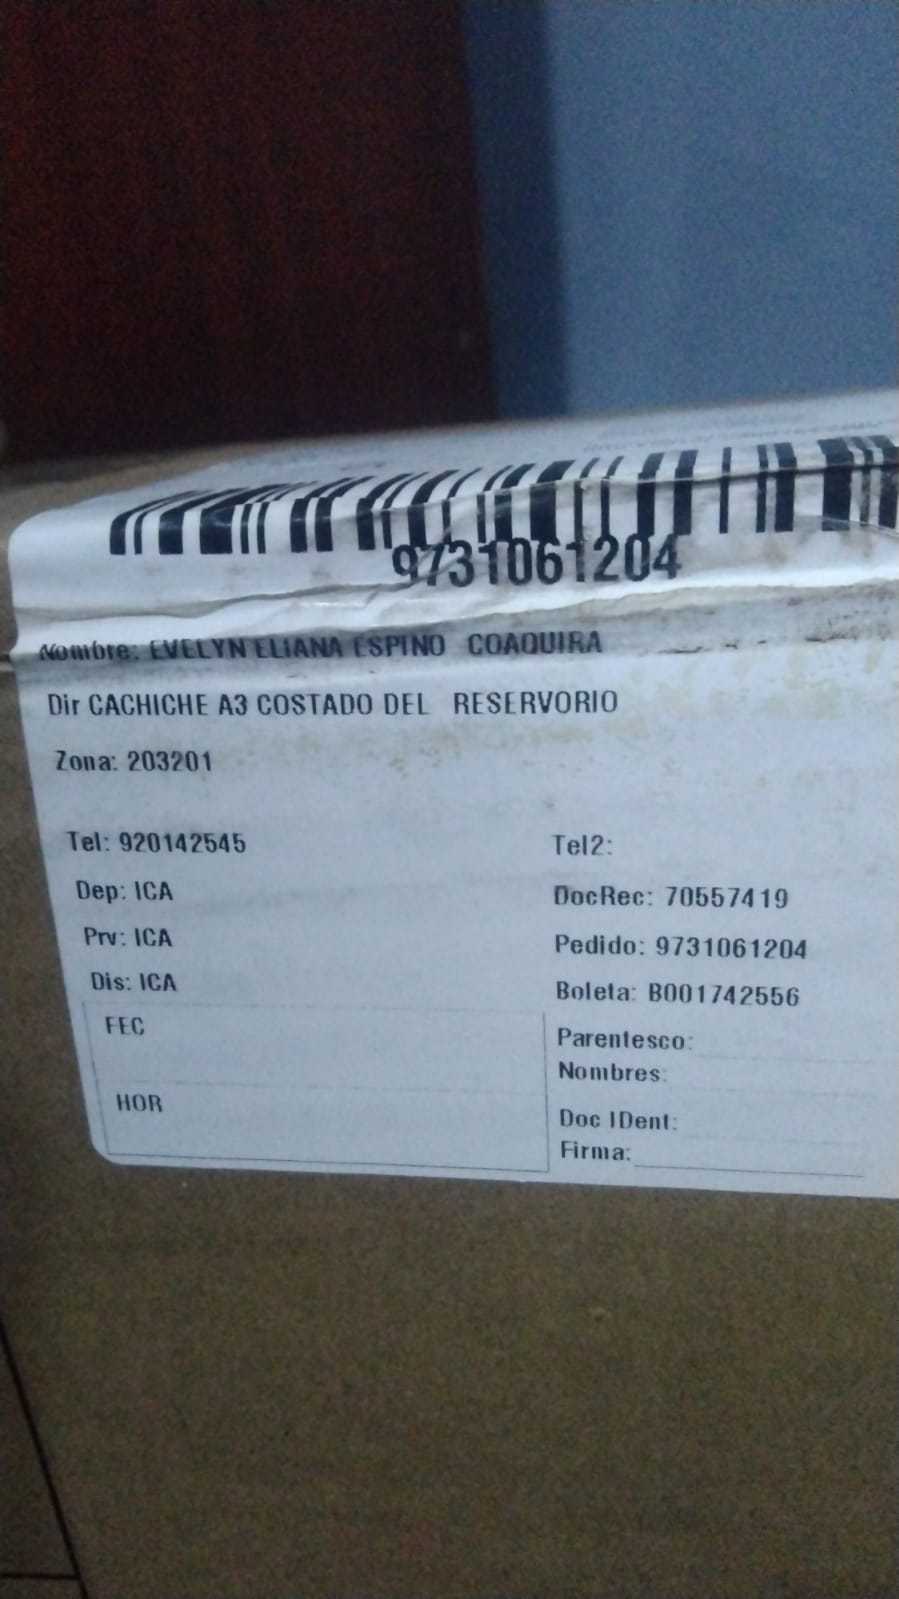 9731061204
Nombre: EVELYN ELIANA ESPINO COAQUIRA
Dir CACHICHE A3 COSTADO DEL RESERVORIO
Zona: 203201
Tel: 920142545
Tel2:
Dep: ICA
DocRec: 70557419
Prv: ICA
Pedido: 9731061204
Dis: ICA
Boleta: B001742556
FEC
Parentesco:
Nombres:
HOR
Doc IDent:
Firma: